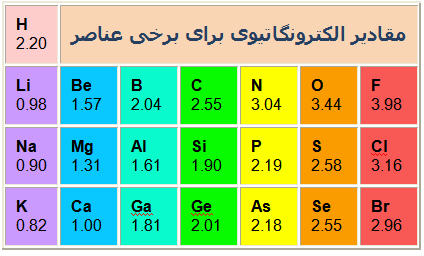 H
2.20
مقادیر الکترونگاتیوی برای برخی عناصر
Li Be B C N O F
0.98 1.57 2.04 2.55 3.04 3.44 3.98
Na Mg Al Si P S Cl
0.90 1.31 1.61 1.90 2.19 2.58 3.16
K Ca Ga Ge As Se Br
0.82 1.00 1.81 2.01 2.18 2.55 2.96